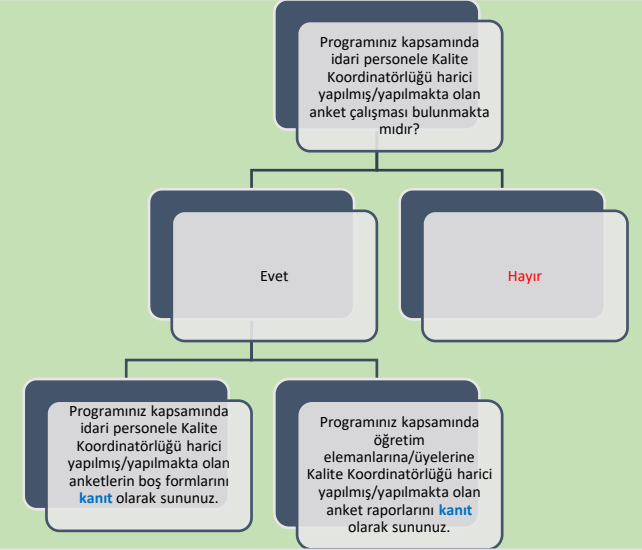 Programınız kapsamında
idari personele Kalite
Koordinatörlüğü harici
yapılmış/yapılmakta olan
anket çalışması bulunmakta
mıdır?
Evet
Hayır
Programınız kapsamında
idari personele Kalite
Koordinatörlüğü harici
yapılmış/yapılmakta olan
anketlerin boş formlarını
kanıt olarak sununuz.
Programınız kapsamında
öğretim
elemanlarına/üyelerine
Kalite Koordinatörlüğü harici
yapılmış/yapılmakta olan
anket raporlarını kanıt
olarak sununuz.